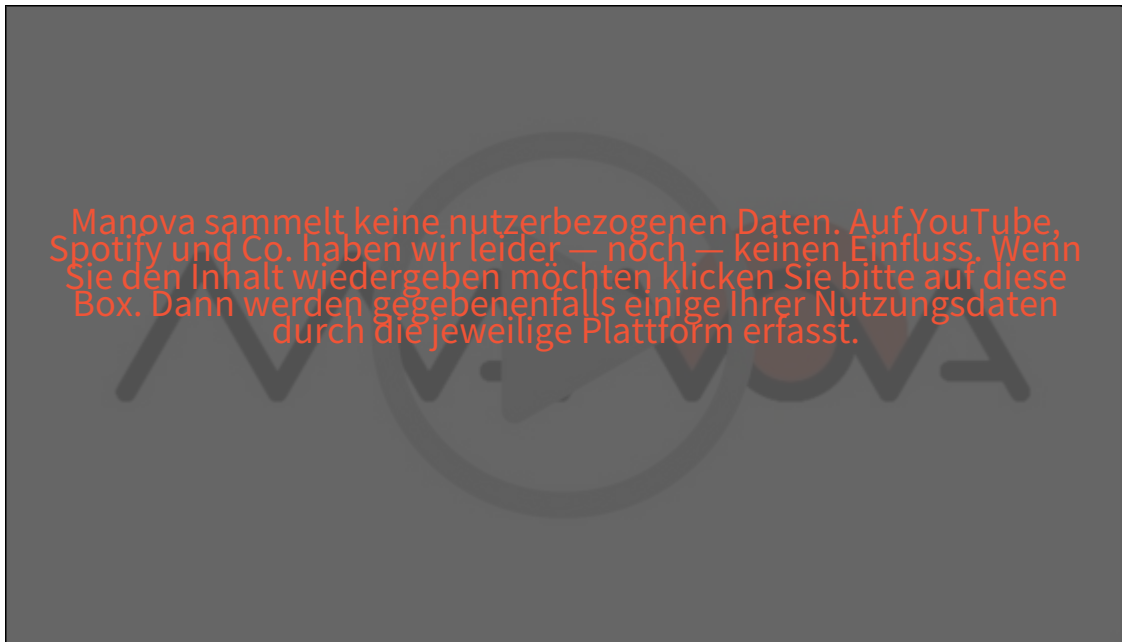 Manova sammelt keine nutzerbezogenen Daten. Auf YouTube,
Spotify und Co. haben wir leider — noch — keinen Einfluss. Wenn
Sie den Inhalt wiedergeben möchten klicken Sie bitte auf diese
Box. Dann werden gegebenenfalls einige Ihrer Nutzungsdaten
durch die jeweilige Plattform erfasst.
MANOVA